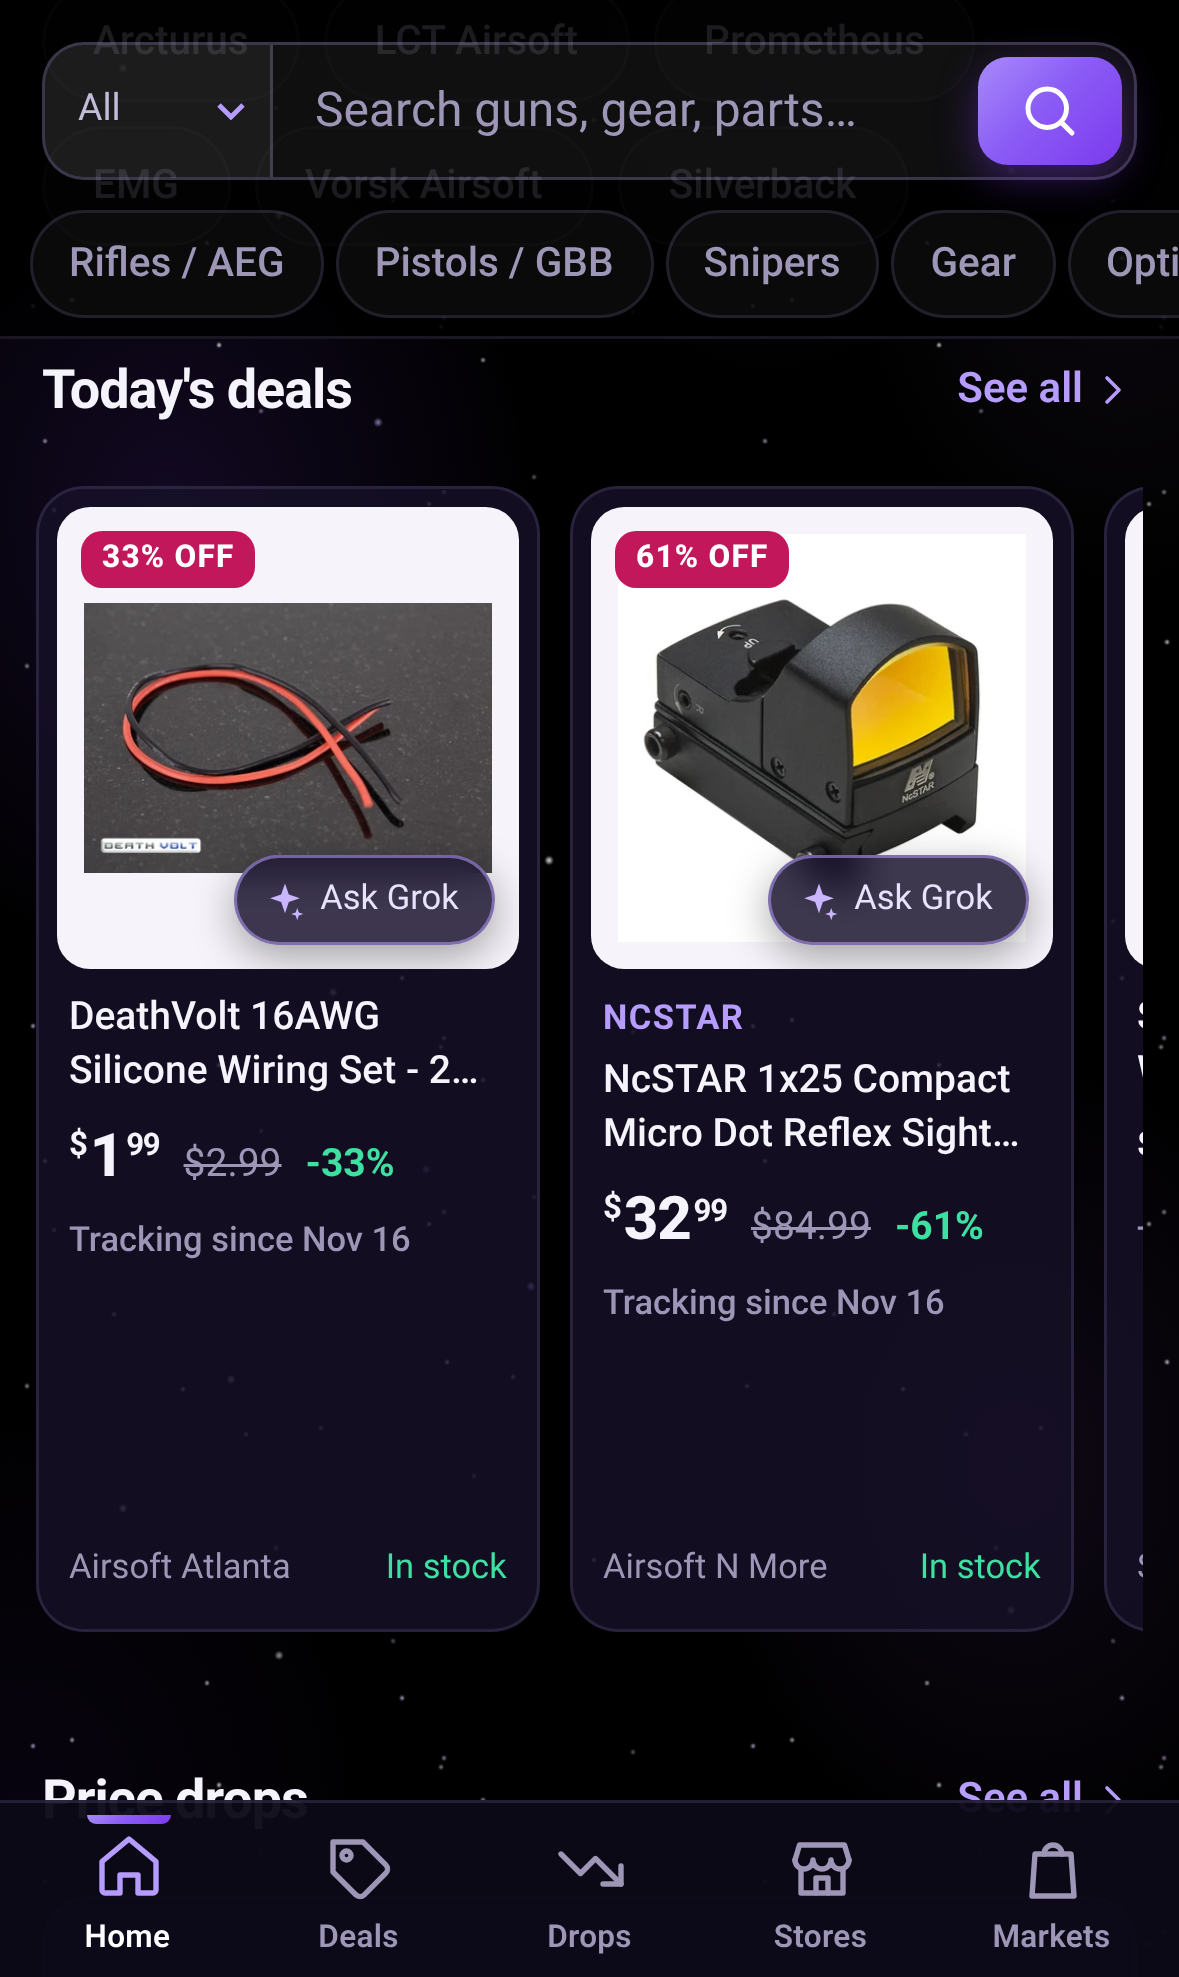 Arcturus
LCT Airsoft
Prometheus
All
Search guns, gear, parts...
EMG
Vorsk Airsoft
Silverback
Rifles / AEG
Pistols / GBB
Snipers
Gear
Opti
Today's deals
See all
33% OFF
DEATH VOLT
Ask Grok
DeathVolt 16AWG
Silicone Wiring Set - 2...
$1.99 $2.99 -33%
Tracking since Nov 16
Airsoft Atlanta
In stock
61% OFF
UP
R
NcSTAR
Ask Grok
NCSTAR
NcSTAR 1x25 Compact
Micro Dot Reflex Sight...
$32.99 $84.99 -61%
Tracking since Nov 16
Airsoft N More
In stock
Price drops
See all
Home
Deals
Drops
Stores
Markets